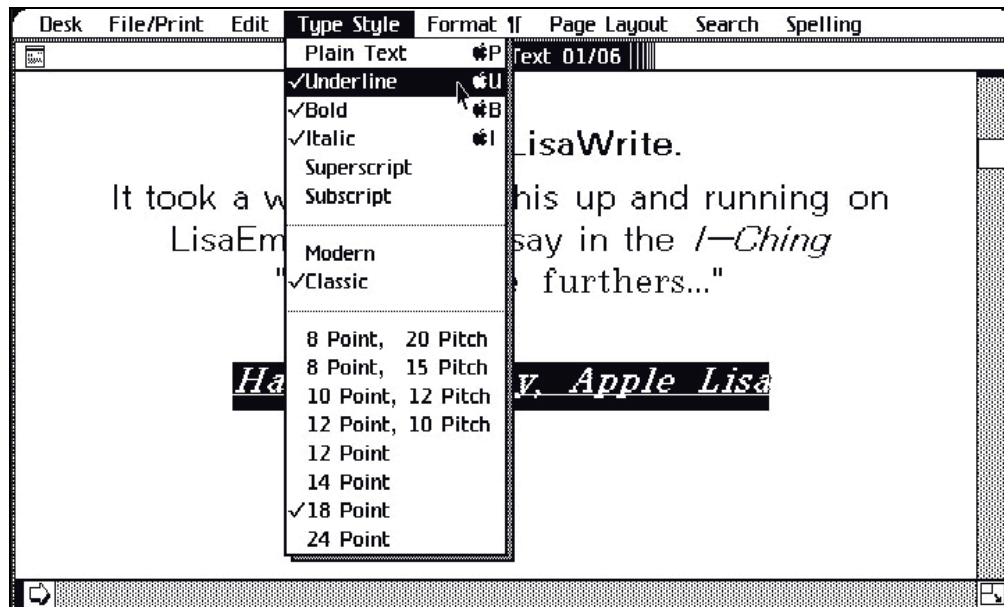 Desk File/Print Edit Type Style Format ¶ Page Layout Search Spelling
Text 01/06
Plain Text P
✓Underline U
✓Bold B
✓Italic I
Superscript
Subscript
Modern
✓Classic
8 Point, 20 Pitch
8 Point, 15 Pitch
10 Point, 12 Pitch
12 Point, 10 Pitch
12 Point
14 Point
✓18 Point
24 Point
LisaWrite.
It took a w his up and running on
LisaEm say in the I—Ching
" furthers..."
Ha y, Apple Lisa